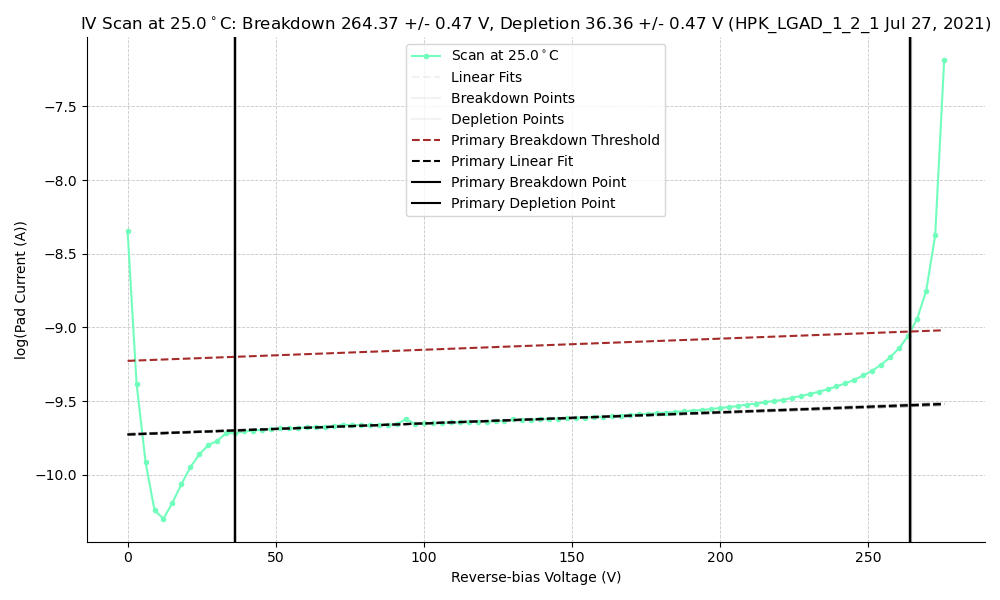 IV Scan at 25.0°C: Breakdown 264.37 +/- 0.47 V, Depletion 36.36 +/- 0.47 V (HPK_LGAD_1_2_1 Jul 27, 2021)
Scan at 25.0°C
Linear Fits
Breakdown Points
Depletion Points
Primary Breakdown Threshold
Primary Linear Fit
Primary Breakdown Point
Primary Depletion Point
log(Pad Current (A))
−7.5
−8.0
−8.5
−9.0
−9.5
−10.0
0 50 100 150 200 250
Reverse-bias Voltage (V)